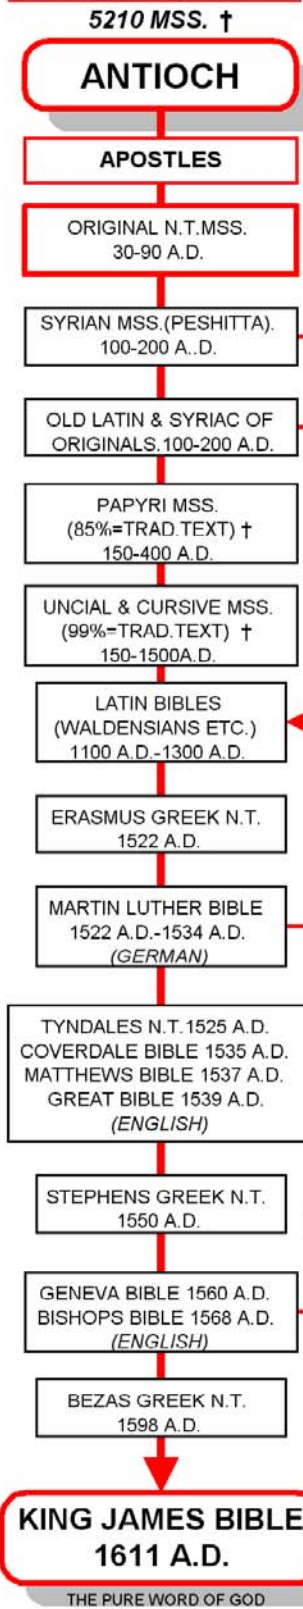 5210 MSS. †
ANTIOCH
APOSTLES
ORIGINAL N.T.MSS.
30-90 A.D.
SYRIAN MSS.(PESHITTA).
100-200 A..D.
OLD LATIN & SYRIAC OF
ORIGINALS.100-200 A.D.
PAPYRI MSS.
(85%=TRAD.TEXT) †
150-400 A.D.
UNCIAL & CURSIVE MSS.
(99%=TRAD.TEXT) †
150-1500A.D.
LATIN BIBLES
(WALDENSIANS ETC.)
1100 A.D.-1300 A.D.
ERASMUS GREEK N.T.
1522 A.D.
MARTIN LUTHER BIBLE
1522 A.D.-1534 A.D.
(GERMAN)
TYNDALES N.T.1525 A.D.
COVERDALE BIBLE 1535 A.D.
MATTHEWS BIBLE 1537 A.D.
GREAT BIBLE 1539 A.D.
(ENGLISH)
STEPHENS GREEK N.T.
1550 A.D.
GENEVA BIBLE 1560 A.D.
BISHOPS BIBLE 1568 A.D.
(ENGLISH)
BEZAS GREEK N.T.
1598 A.D.
KING JAMES BIBLE
1611 A.D.
THE PURE WORD OF GOD